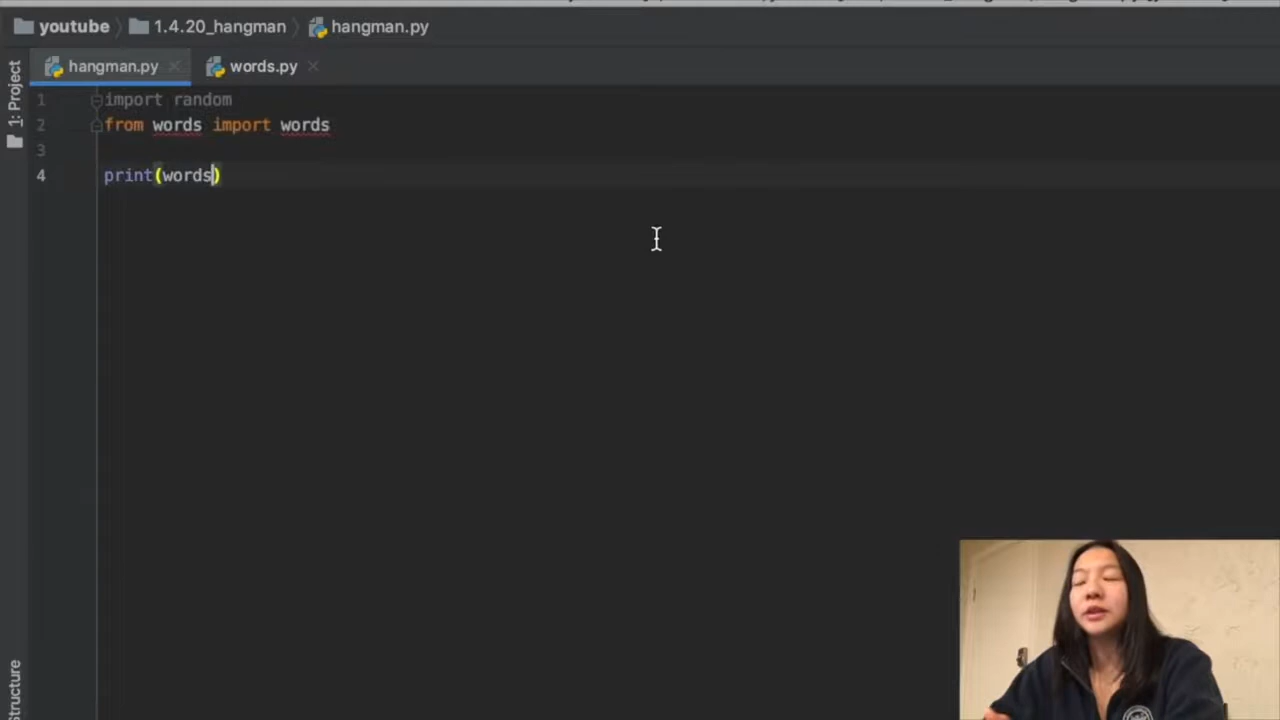 youtube 1.4.20_hangman hangman.py
hangman.py words.py
1: Project
1 import random
2 from words import words
3
4 print(words)
Structure